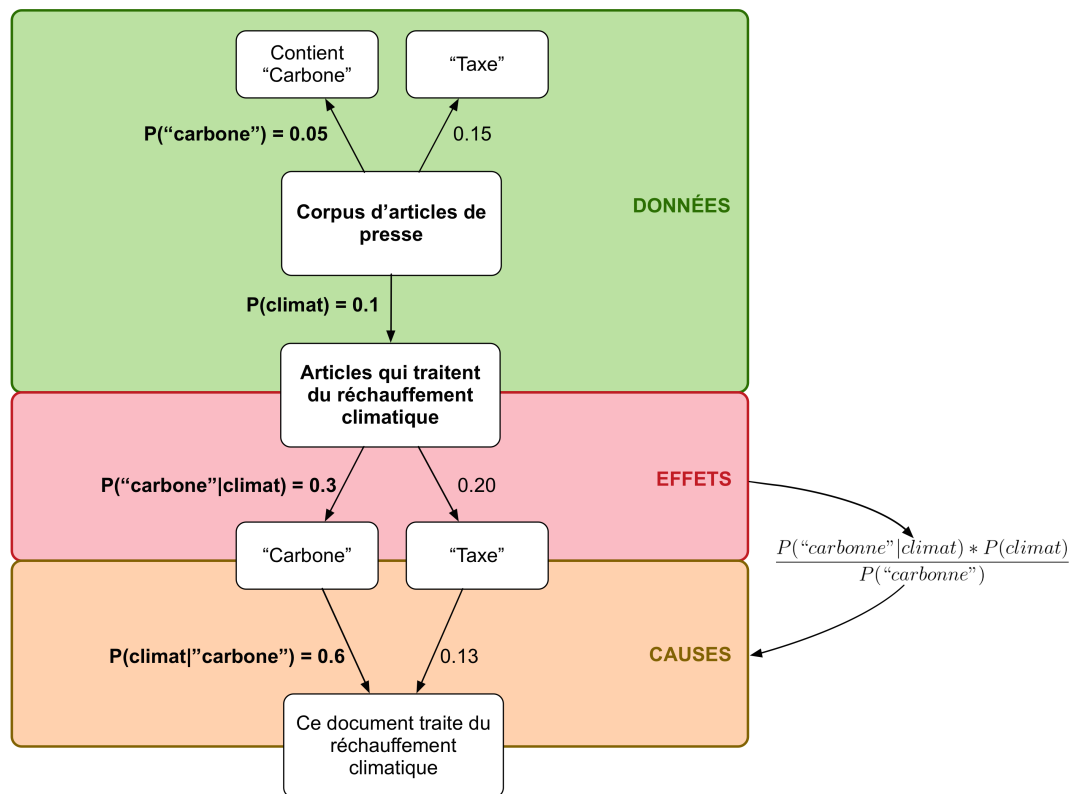 Contient
“Carbone”
“Taxe”
P(“carbone”) = 0.05
0.15
Corpus d’articles de
presse
DONNÉES
P(climat) = 0.1
Articles qui traitent
du réchauffement
climatique
P(“carbone”|climat) = 0.3
0.20
EFFETS
“Carbone”
“Taxe”
P(“carbonne”|climat) ∗ P(climat)
P(“carbonne”)
P(climat|”carbone”) = 0.6
0.13
CAUSES
Ce document traite du
réchauffement
climatique